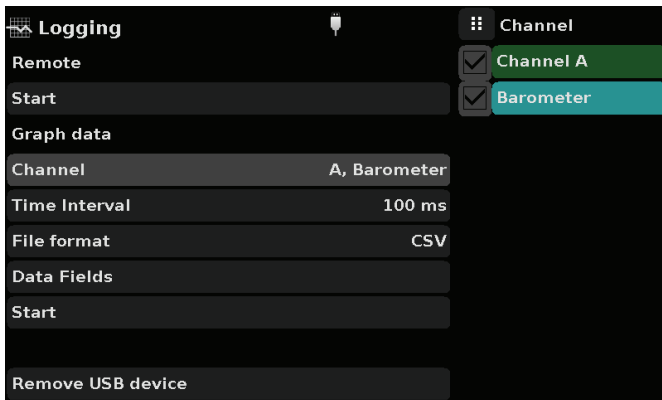 Logging
Remote
Start
Graph data
Channel A, Barometer
Time Interval 100 ms
File format CSV
Data Fields
Start
Remove USB device
Channel
Channel A
Barometer